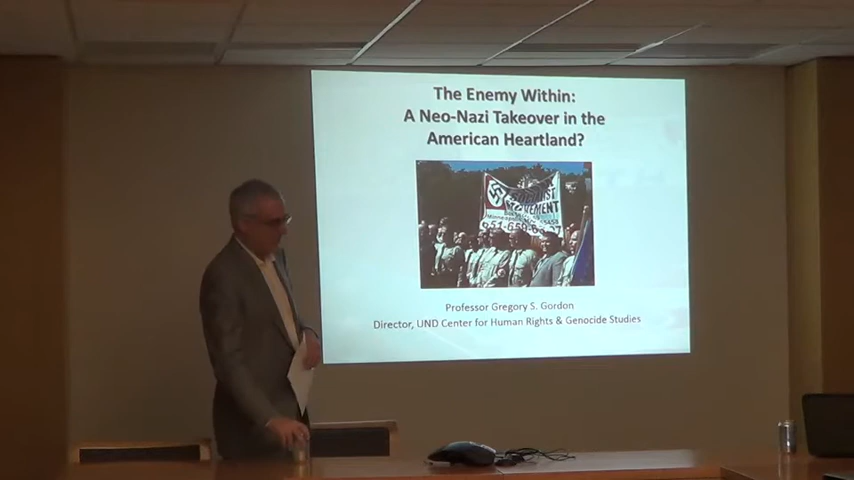 The Enemy Within:
A Neo-Nazi Takeover in the
American Heartland?
MOVEMENT
Professor Gregory S. Gordon
Director, UND Center for Human Rights & Genocide Studies